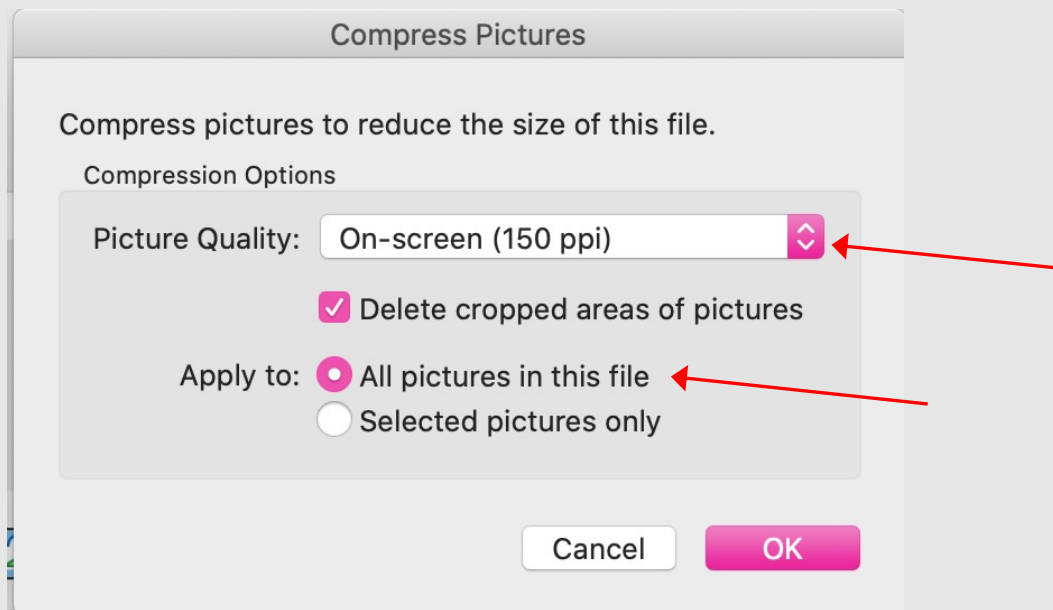 Compress Pictures
Compress pictures to reduce the size of this file.
Compression Options
Picture Quality: On-screen (150 ppi)
Delete cropped areas of pictures
Apply to: All pictures in this file
Selected pictures only
Cancel OK